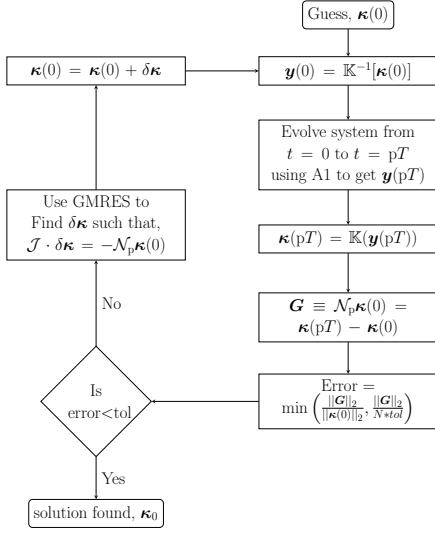 Guess, κ(0)
κ(0) = κ(0) + δκ
y(0) = 𝕂⁻¹[κ(0)]
Evolve system from
t = 0 to t = pT
using A1 to get y(pT)
κ(pT) = 𝕂(y(pT))
G ≡ 𝒩ₚκ(0) =
κ(pT) − κ(0)
Error =
min (||G||₂/||κ(0)||₂, ||G||₂/N∗tol)
Is
error<tol
No
Use GMRES to
Find δκ such that,
𝒥 · δκ = −𝒩ₚκ(0)
Yes
solution found, κ₀